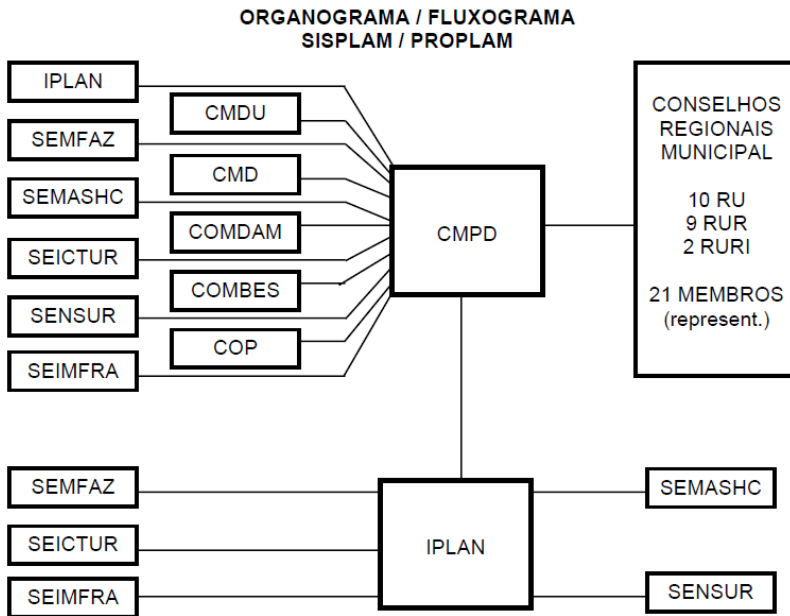 ORGANOGRAMA / FLUXOGRAMA
SISPLAM / PROPLAM
IPLAN
CMDU
SEMFAZ
CMD
SEMASHC
COMDAM
SEICTUR
COMBES
SENSUR
COP
SEIMFRA
CMPD
CONSELHOS
REGIONAIS
MUNICIPAL
10 RU
9 RUR
2 RURI
21 MEMBROS
(represent.)
SEMFAZ
SEICTUR
SEIMFRA
IPLAN
SEMASHC
SENSUR